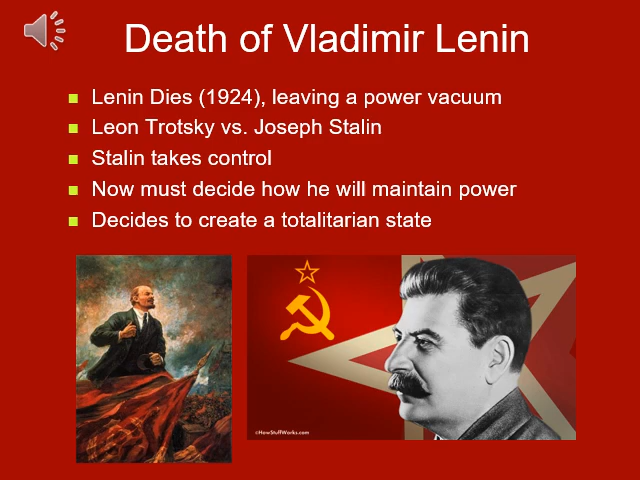 Death of Vladimir Lenin
Lenin Dies (1924), leaving a power vacuum
Leon Trotsky vs. Joseph Stalin
Stalin takes control
Now must decide how he will maintain power
Decides to create a totalitarian state
©HowStuffWorks.com